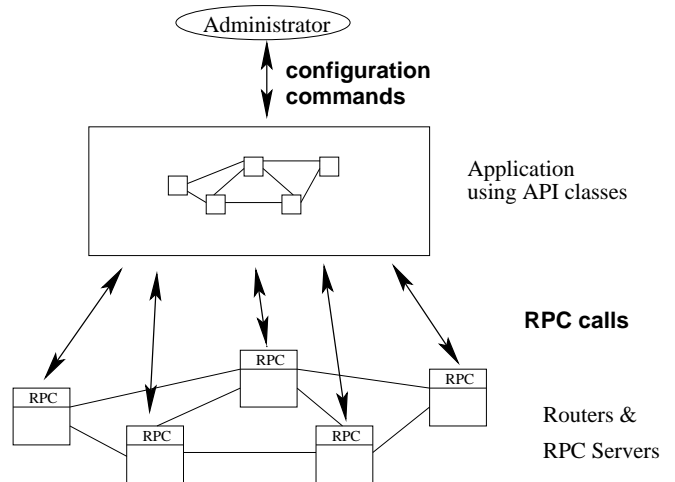 Administrator
configuration
commands
Application
using API classes
RPC calls
RPC
RPC
RPC
RPC
RPC
Routers &
RPC Servers